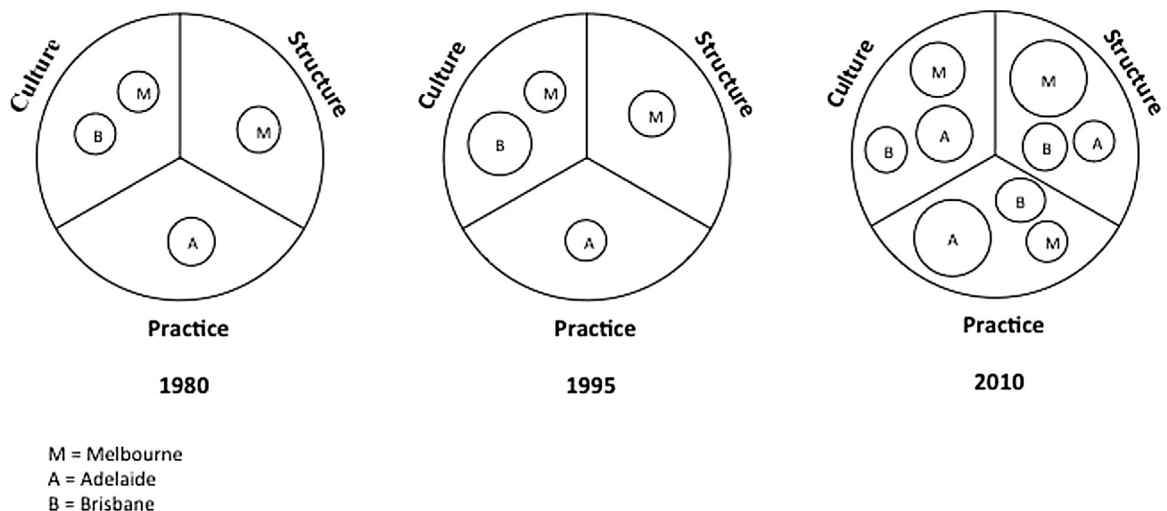 Culture
Structure
M
B
M
A
Practice
1980
Culture
Structure
M
B
M
A
Practice
1995
Culture
Structure
M
M
B
A
B
A
B
A
M
Practice
2010
M = Melbourne
A = Adelaide
B = Brisbane